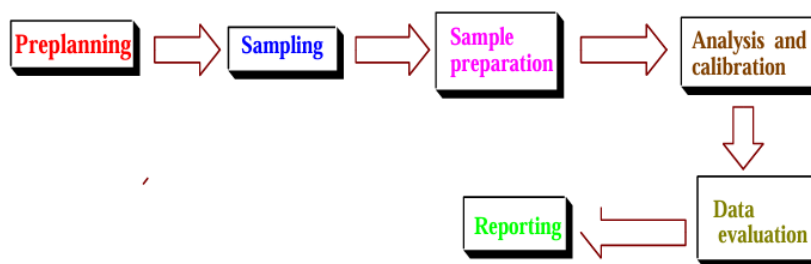 Preplanning
Sampling
Sample
preparation
Analysis and
calibration
Data
evaluation
Reporting